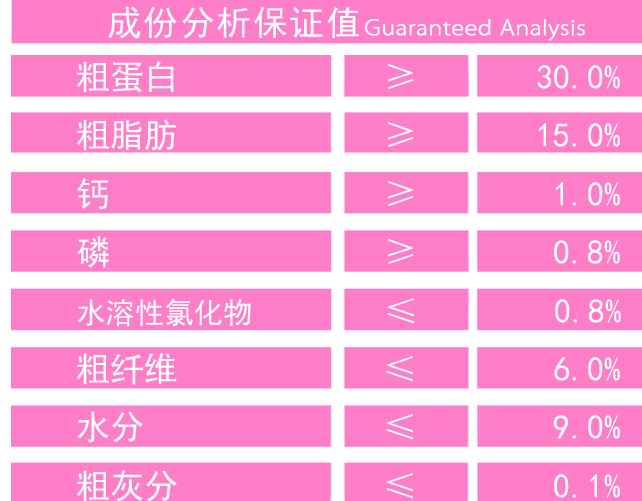 成份分析保证值 Guaranteed Analysis
粗蛋白 ≥ 30.0%
粗脂肪 ≥ 15.0%
钙 ≥ 1.0%
磷 ≥ 0.8%
水溶性氯化物 ≤ 0.8%
粗纤维 ≤ 6.0%
水分 ≤ 9.0%
粗灰分 ≤ 0.1%